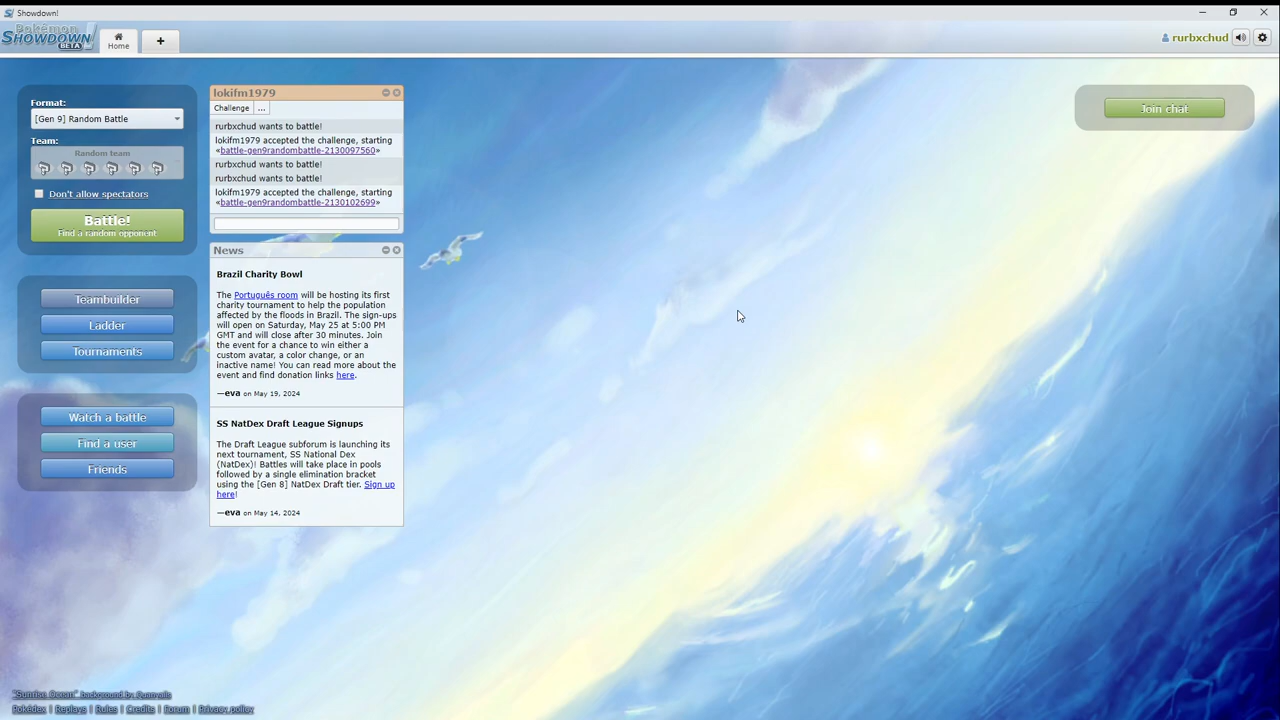 Showdown!
Pokémon
SHOWDOWN!
BETA
Home
+
rurbxchud
Format:
[Gen 9] Random Battle
Team:
Random team
Don't allow spectators
Battle!
Find a random opponent
Teambuilder
Ladder
Tournaments
Watch a battle
Find a user
Friends
lokifm1979
Challenge ...
rurbxchud wants to battle!
lokifm1979 accepted the challenge, starting
«battle-gen9randombattle-2130097560»
rurbxchud wants to battle!
rurbxchud wants to battle!
lokifm1979 accepted the challenge, starting
«battle-gen9randombattle-2130102699»
News
Brazil Charity Bowl
The Português room will be hosting its first
charity tournament to help the population
affected by the floods in Brazil. The sign-ups
will open on Saturday, May 25 at 5:00 PM
GMT and will close after 30 minutes. Join
the event for a chance to win either a
custom avatar, a color change, or an
inactive name! You can read more about the
event and find donation links here.
—eva on May 19, 2024
SS NatDex Draft League Signups
The Draft League subforum is launching its
next tournament, SS National Dex
(NatDex)! Battles will take place in pools
followed by a single elimination bracket
using the [Gen 8] NatDex Draft tier. Sign up
here!
—eva on May 14, 2024
Join chat
"Sunrise Ocean" background by Quanyails
Pokédex | Replays | Rules | Credits | Forum | Privacy policy